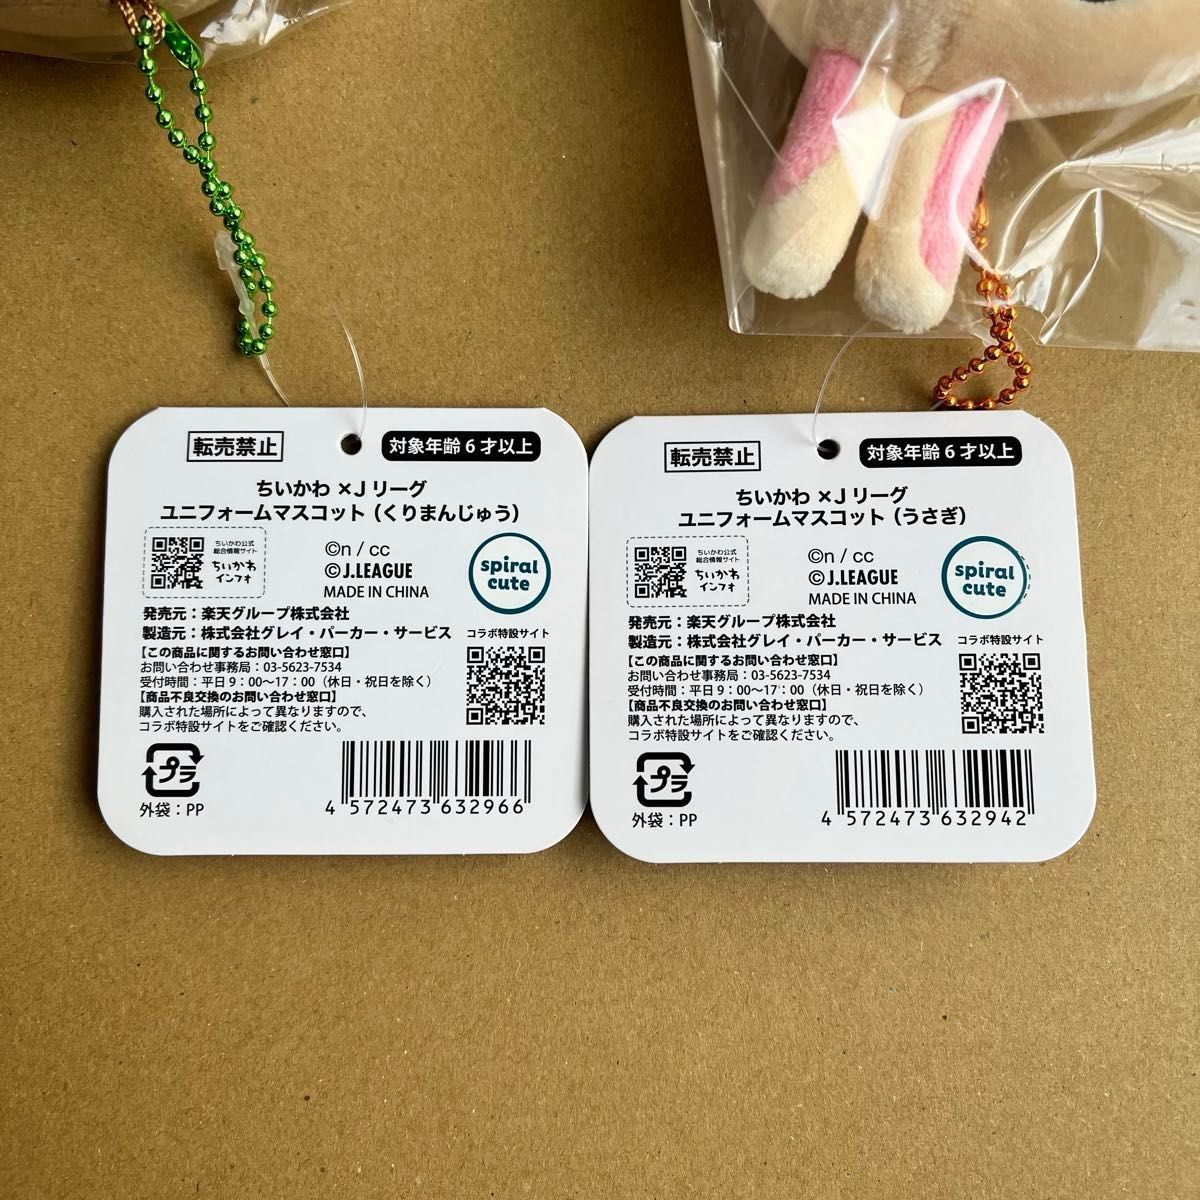 転売禁止
対象年齢6才以上
ちいかわ ×Jリーグ
ユニフォームマスコット（くりまんじゅう）
ちいかわ公式
総合情報サイト
ちいかわ
インフォ
©n / cc
©J.LEAGUE
MADE IN CHINA
spiral
cute
発売元：楽天グループ株式会社
製造元：株式会社グレイ・パーカー・サービス
コラボ特設サイト
【この商品に関するお問い合わせ窓口】
お問い合わせ事務局：03-5623-7534
受付時間：平日9：00〜17：00（休日・祝日を除く）
【商品不良交換のお問い合わせ窓口】
購入された場所によって異なりますので、
コラボ特設サイトをご確認ください。
プラ
外袋：PP
4 572473 632966
転売禁止
対象年齢6才以上
ちいかわ ×Jリーグ
ユニフォームマスコット（うさぎ）
ちいかわ公式
総合情報サイト
ちいかわ
インフォ
©n / cc
©J.LEAGUE
MADE IN CHINA
spiral
cute
発売元：楽天グループ株式会社
製造元：株式会社グレイ・パーカー・サービス
コラボ特設サイト
【この商品に関するお問い合わせ窓口】
お問い合わせ事務局：03-5623-7534
受付時間：平日9：00〜17：00（休日・祝日を除く）
【商品不良交換のお問い合わせ窓口】
購入された場所によって異なりますので、
コラボ特設サイトをご確認ください。
プラ
外袋：PP
4 572473 632942